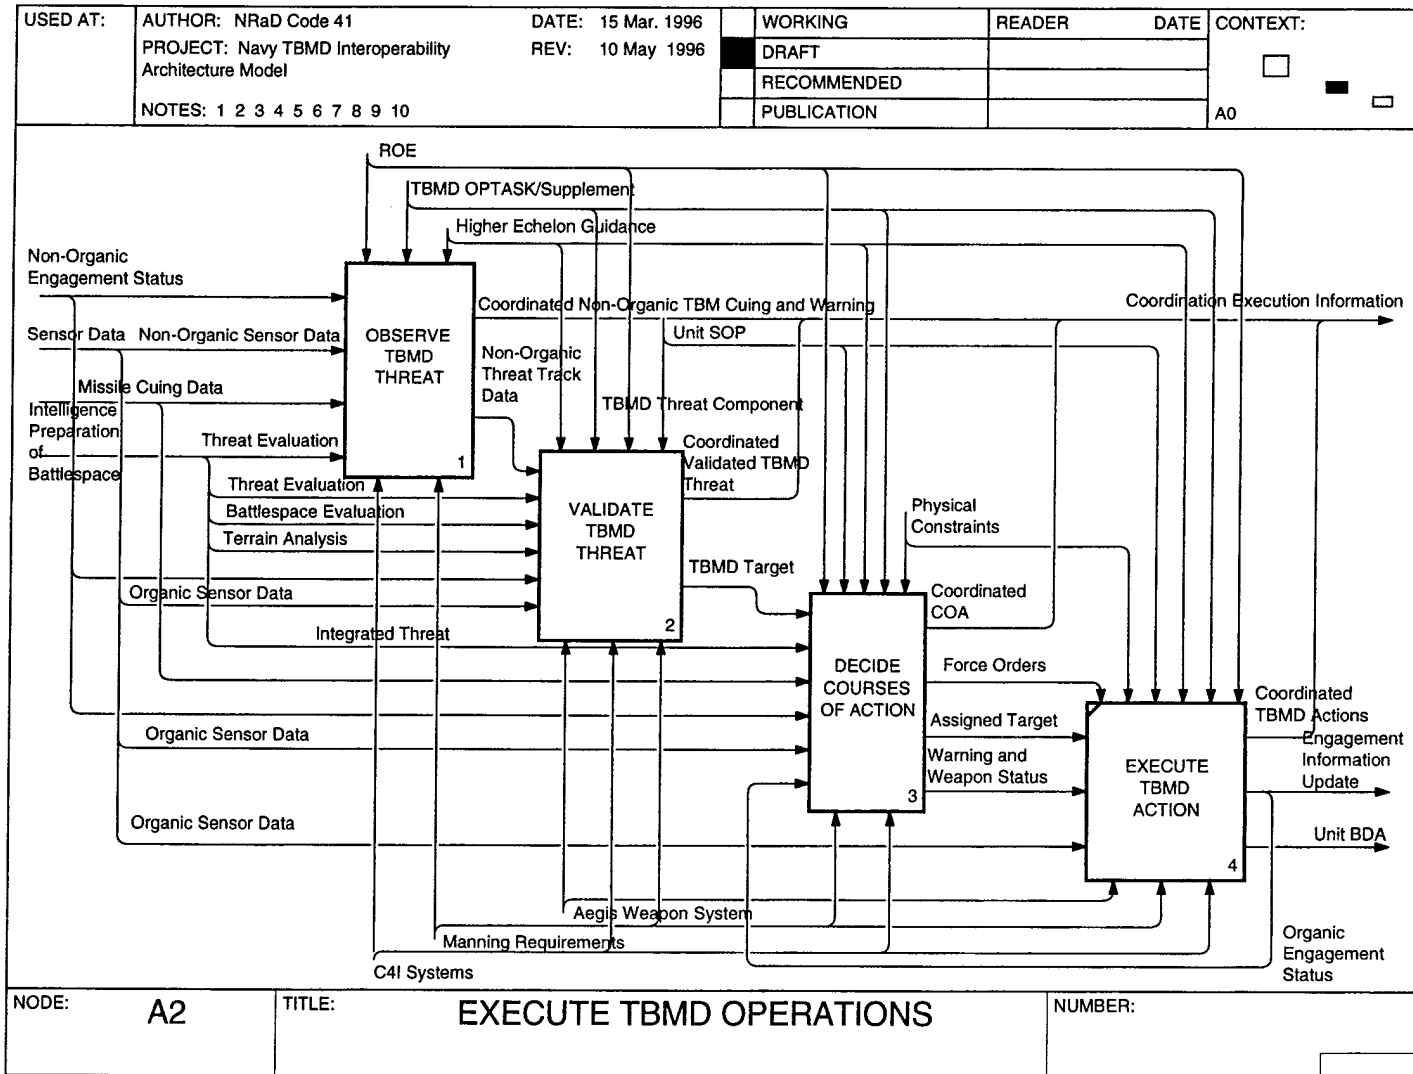 USED AT:
AUTHOR: NRaD Code 41
DATE: 15 Mar. 1996
PROJECT: Navy TBMD Interoperability
Architecture Model
REV: 10 May 1996
NOTES: 1 2 3 4 5 6 7 8 9 10
WORKING
DRAFT
RECOMMENDED
PUBLICATION
READER DATE
CONTEXT:
A0
ROE
TBMD OPTASK/Supplement
Higher Echelon Guidance
Non-Organic
Engagement Status
Sensor Data
Non-Organic Sensor Data
Missile Cuing Data
Intelligence
Preparation
of
Battlespace
Threat Evaluation
OBSERVE
TBMD
THREAT
1
Coordinated Non-Organic TBM Cuing and Warning
Coordination Execution Information
Unit SOP
Non-Organic
Threat Track
Data
TBMD Threat Component
Coordinated
Validated TBMD
Threat
Threat Evaluation
Battlespace Evaluation
Terrain Analysis
Organic Sensor Data
Integrated Threat
VALIDATE
TBMD
THREAT
2
TBMD Target
Physical
Constraints
Coordinated
COA
DECIDE
COURSES
OF ACTION
3
Force Orders
Assigned Target
Warning and
Weapon Status
Organic Sensor Data
Organic Sensor Data
EXECUTE
TBMD
ACTION
4
Coordinated
TBMD Actions
Engagement
Information
Update
Unit BDA
Aegis Weapon System
Manning Requirements
C4I Systems
Organic
Engagement
Status
NODE:
A2
TITLE:
EXECUTE TBMD OPERATIONS
NUMBER: